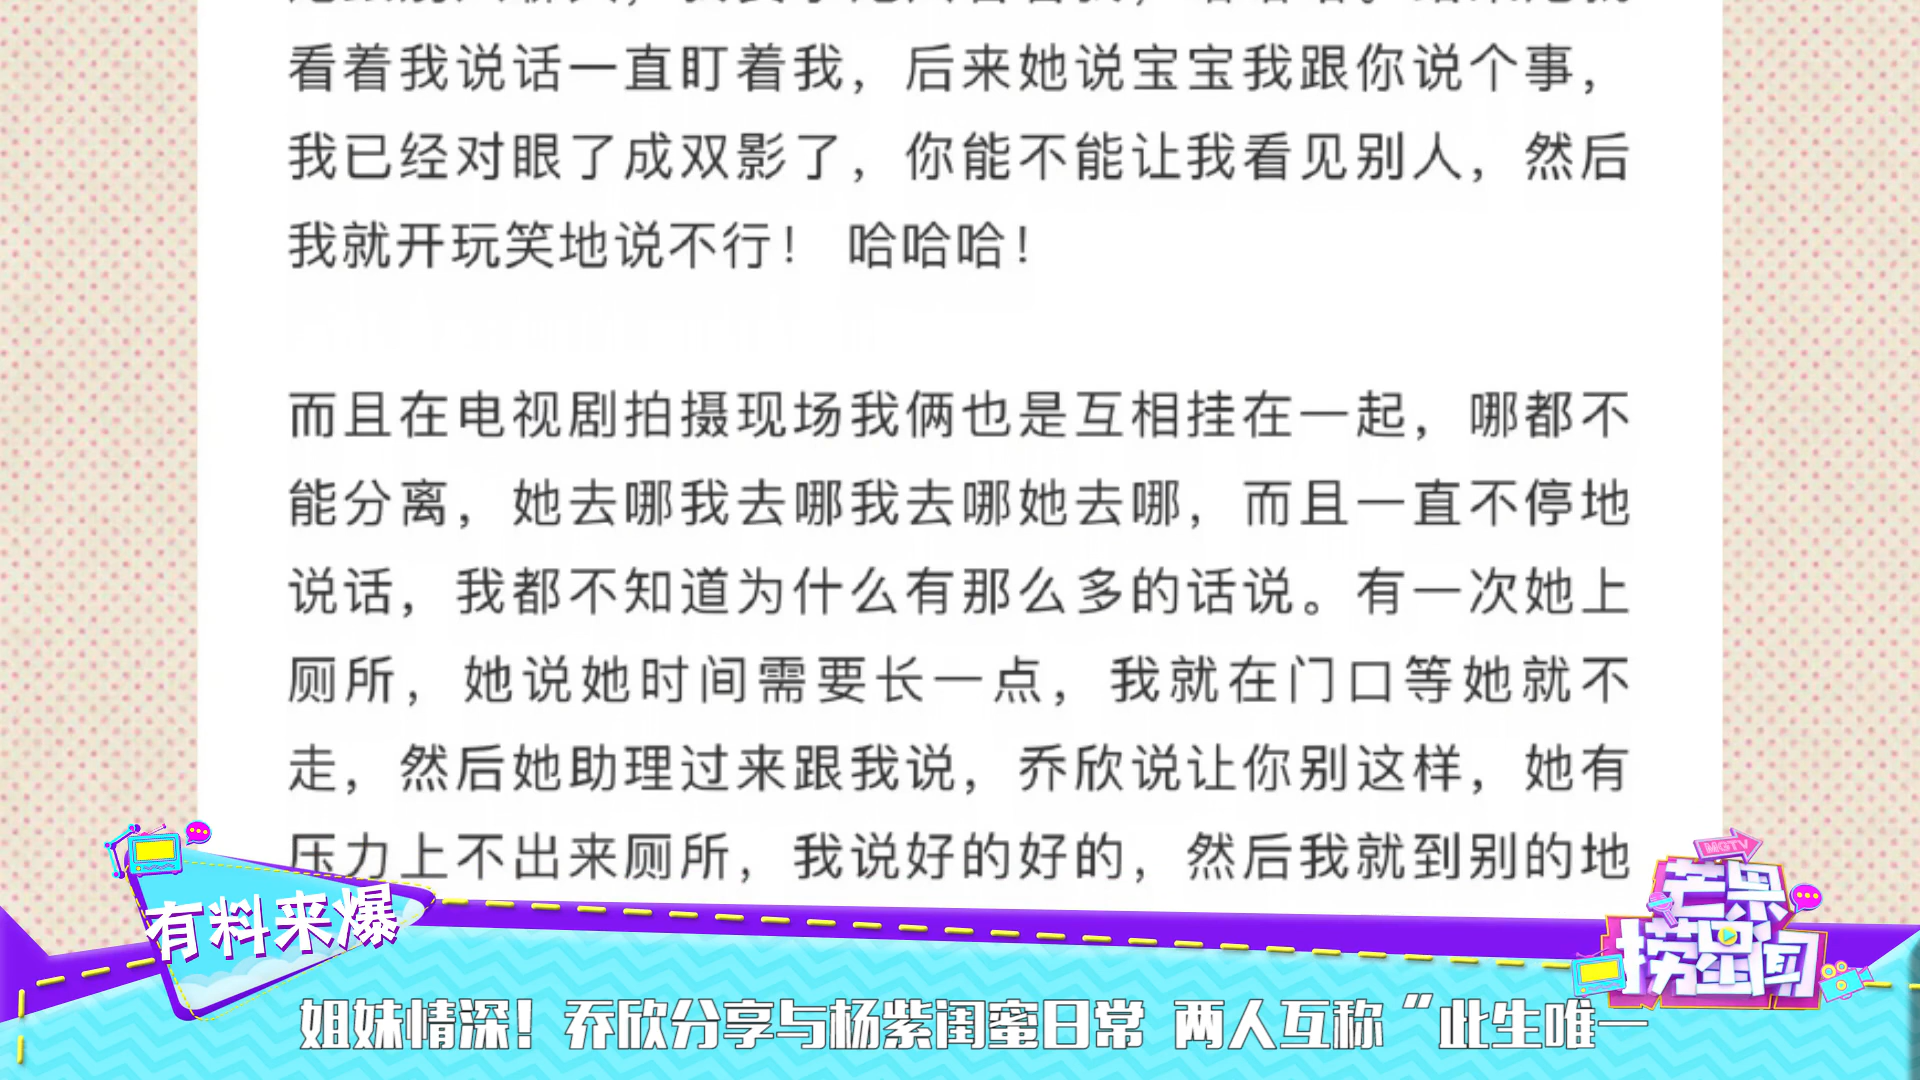 看着我说话一直盯着我，后来她说宝宝我跟你说个事，
我已经对眼了成双影了，你能不能让我看见别人，然后
我就开玩笑地说不行！ 哈哈哈！
而且在电视剧拍摄现场我俩也是互相挂在一起，哪都不
能分离，她去哪我去哪我去哪她去哪，而且一直不停地
说话，我都不知道为什么有那么多的话说。有一次她上
厕所，她说她时间需要长一点，我就在门口等她就不
走，然后她助理过来跟我说，乔欣说让你别这样，她有
压力上不出来厕所，我说好的好的，然后我就到别的地
有料来爆
MGTV
芒果
捞星闻
姐妹情深！乔欣分享与杨紫闺蜜日常 两人互称“此生唯一